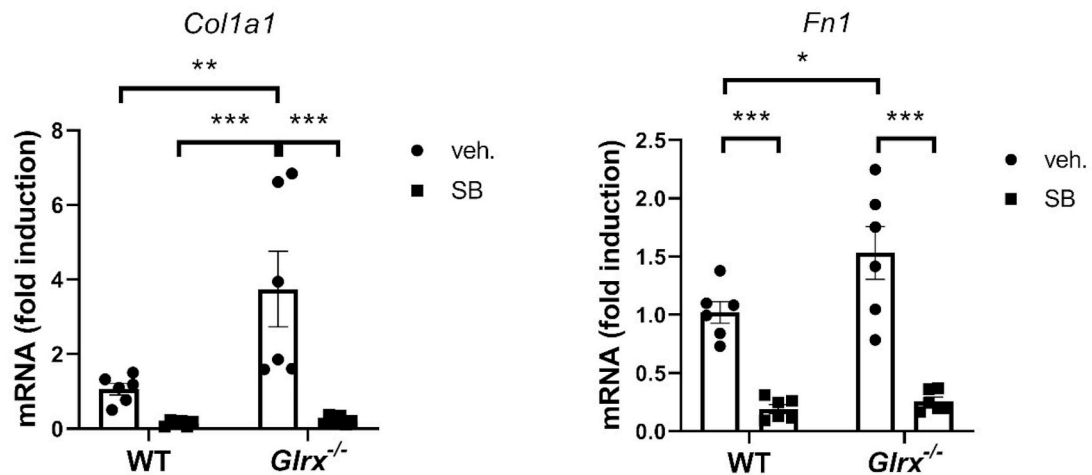 Col1a1
**
*** ***
mRNA (fold induction)
8
6
4
2
0
WT Glrx-/-
veh.
SB
Fn1
*
*** ***
mRNA (fold induction)
2.5
2.0
1.5
1.0
0.5
0.0
WT Glrx-/-
veh.
SB